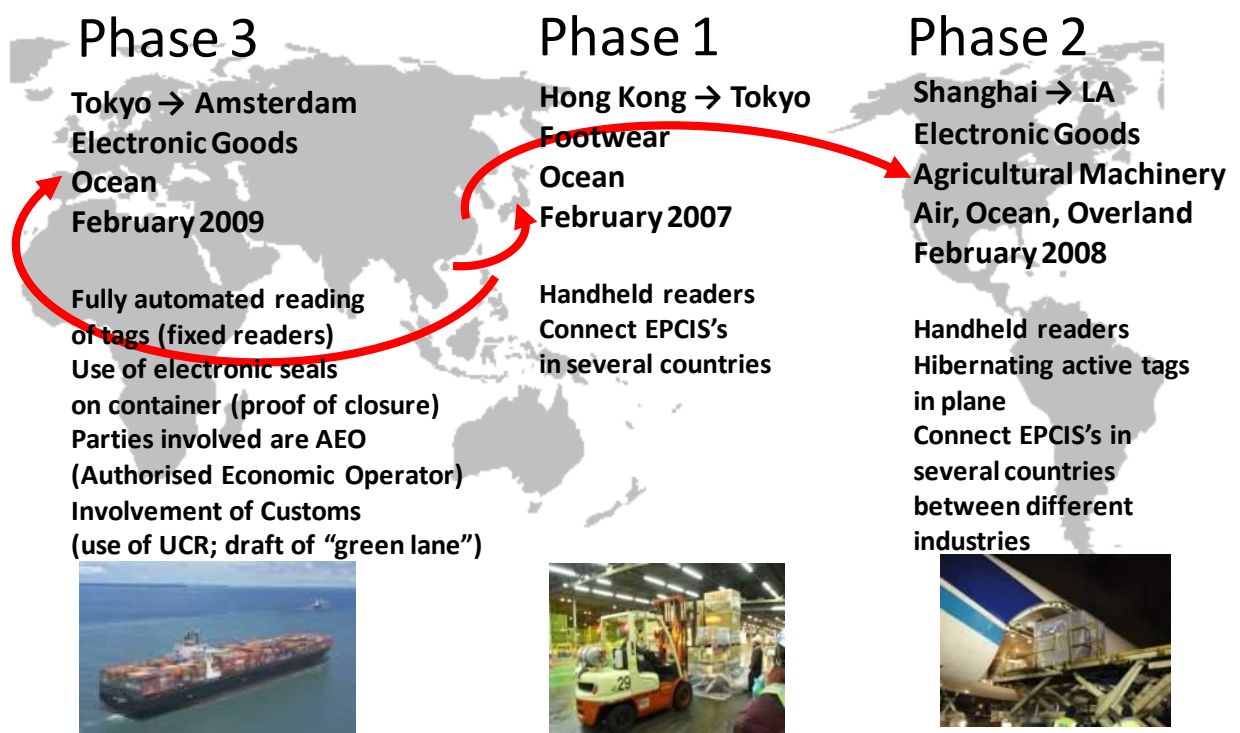 Phase 3
Tokyo → Amsterdam
Electronic Goods
Ocean
February 2009
Fully automated reading
of tags (fixed readers)
Use of electronic seals
on container (proof of closure)
Parties involved are AEO
(Authorised Economic Operator)
Involvement of Customs
(use of UCR; draft of “green lane”)
Phase 1
Hong Kong → Tokyo
Footwear
Ocean
February 2007
Handheld readers
Connect EPCIS’s
in several countries
29
Phase 2
Shanghai → LA
Electronic Goods
Agricultural Machinery
Air, Ocean, Overland
February 2008
Handheld readers
Hibernating active tags
in plane
Connect EPCIS’s in
several countries
between different
industries